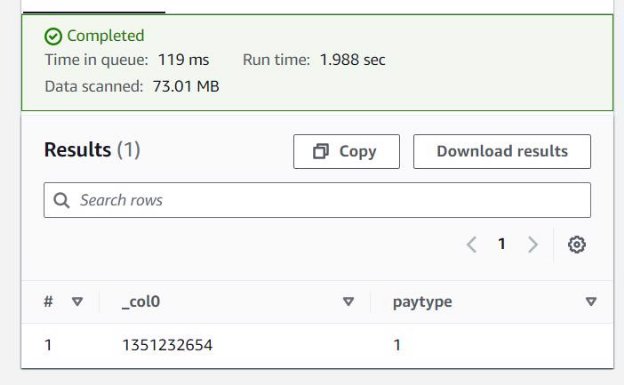 Completed
Time in queue: 119 ms Run time: 1.988 sec
Data scanned: 73.01 MB
Results (1) Copy Download results
Search rows
1
# _col0 paytype
1 1351232654 1